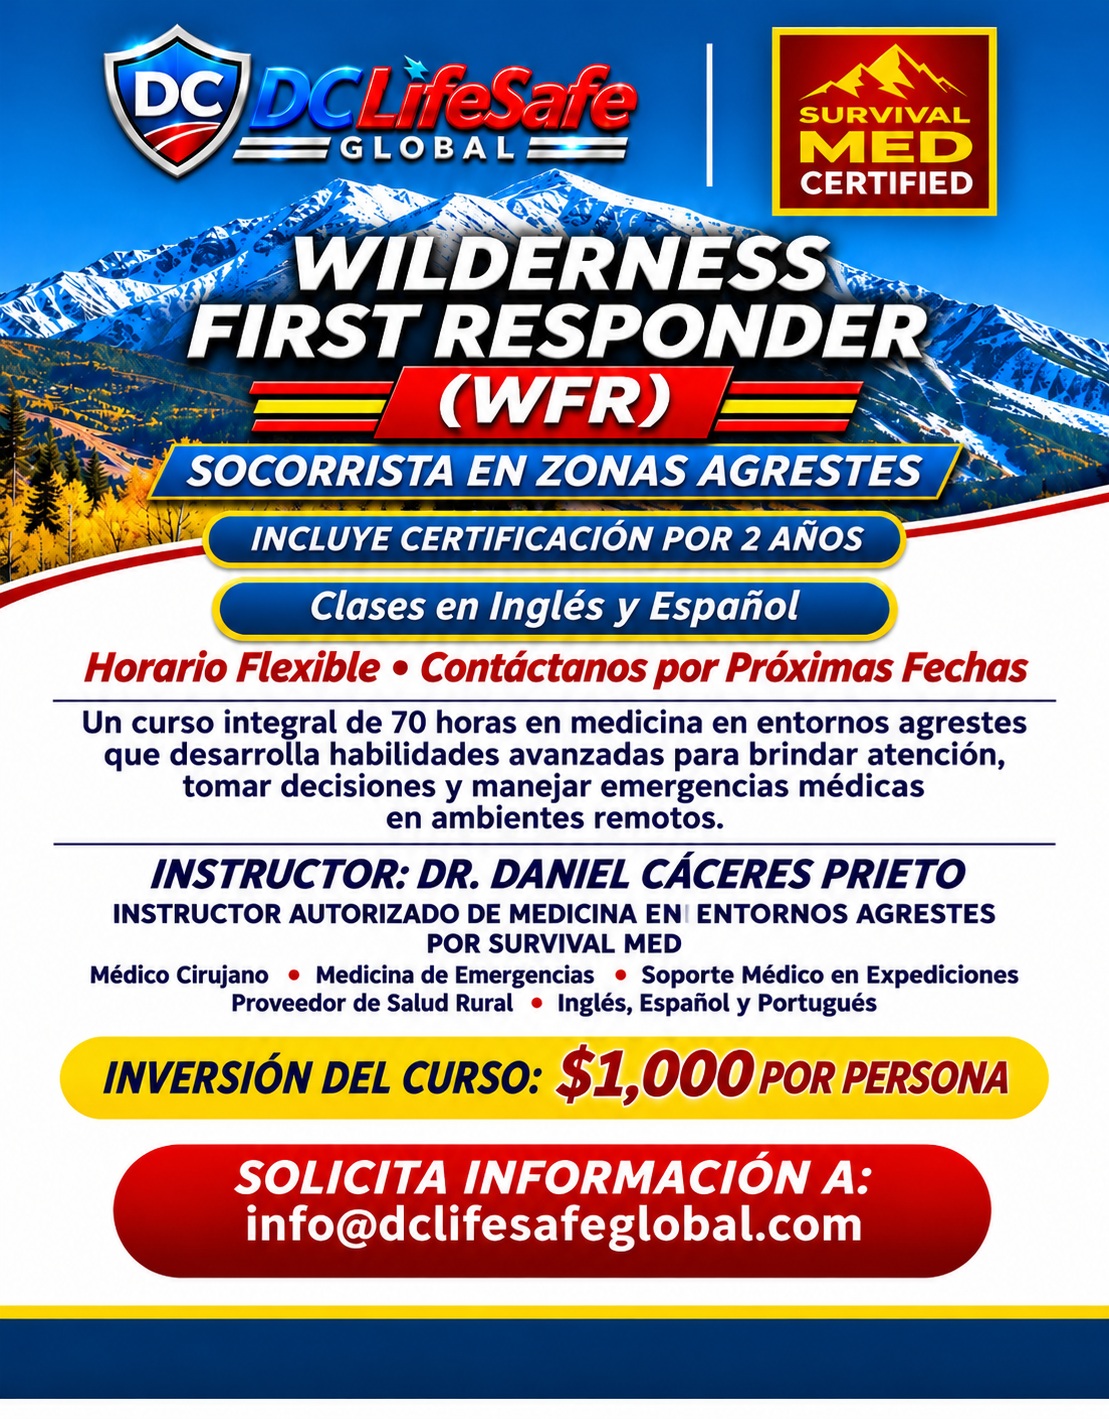 DC
DC LifeSafe
GLOBAL
SURVIVAL
MED
CERTIFIED
WILDERNESS
FIRST RESPONDER
(WFR)
SOCORRISTA EN ZONAS AGRESTES
INCLUYE CERTIFICACIÓN POR 2 AÑOS
Clases en Inglés y Español
Horario Flexible • Contáctanos por Próximas Fechas
Un curso integral de 70 horas en medicina en entornos agrestes
que desarrolla habilidades avanzadas para brindar atención,
tomar decisiones y manejar emergencias médicas
en ambientes remotos.
INSTRUCTOR: DR. DANIEL CÁCERES PRIETO
INSTRUCTOR AUTORIZADO DE MEDICINA EN ENTORNOS AGRESTES
POR SURVIVAL MED
Médico Cirujano • Medicina de Emergencias • Soporte Médico en Expediciones
Proveedor de Salud Rural • Inglés, Español y Portugués
INVERSIÓN DEL CURSO: $1,000 POR PERSONA
SOLICITA INFORMACIÓN A:
info@dclifesafeglobal.com